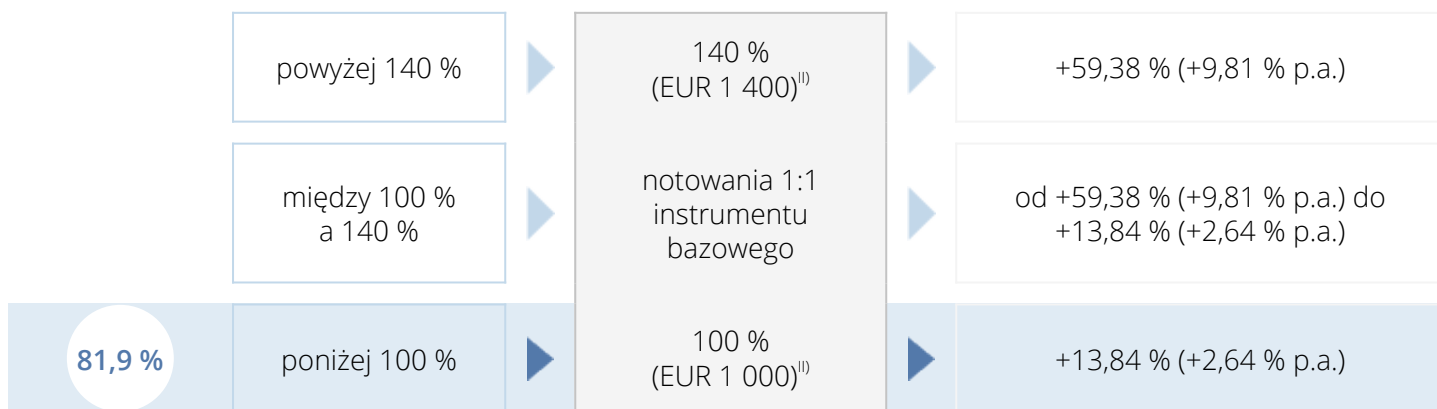 powyżej 140 %
140 %
(EUR 1 400)II)
+59,38 % (+9,81 % p.a.)
między 100 %
a 140 %
notowania 1:1
instrumentu
bazowego
od +59,38 % (+9,81 % p.a.) do
+13,84 % (+2,64 % p.a.)
81,9 %
poniżej 100 %
100 %
(EUR 1 000)II)
+13,84 % (+2,64 % p.a.)